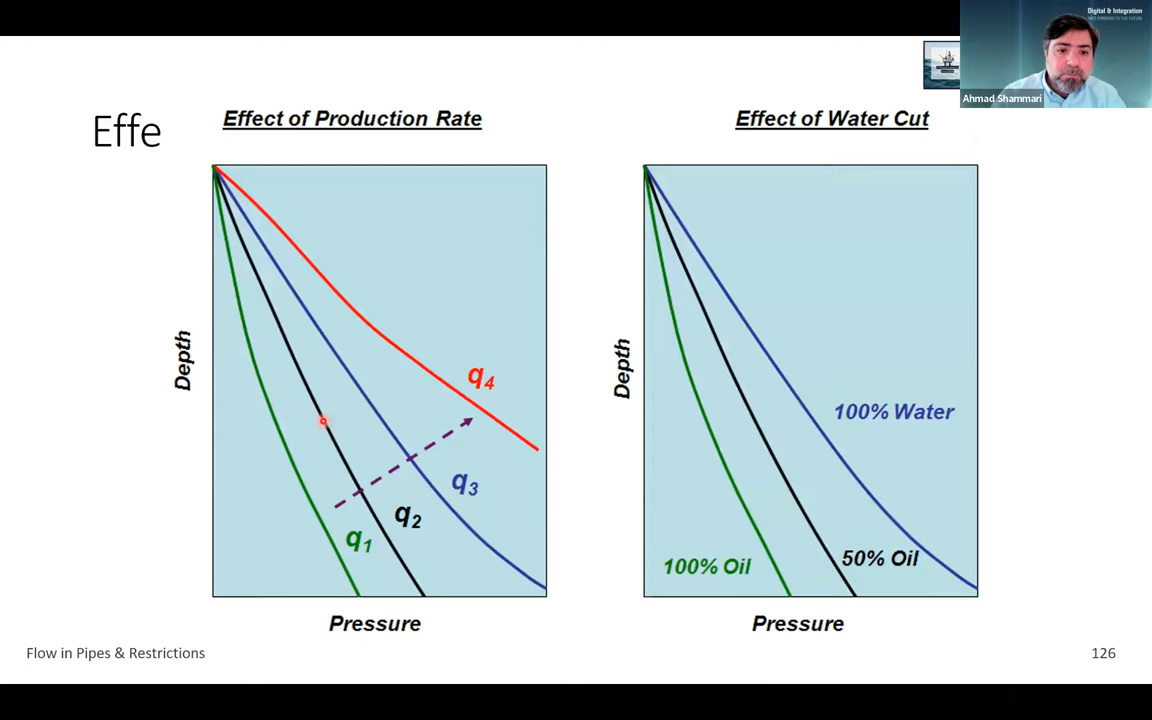 Digital & Integration
Ahmad Shammari
Effe
Effect of Production Rate
Effect of Water Cut
Depth
q4
q3
q2
q1
Pressure
Depth
100% Water
50% Oil
100% Oil
Pressure
Flow in Pipes & Restrictions
126